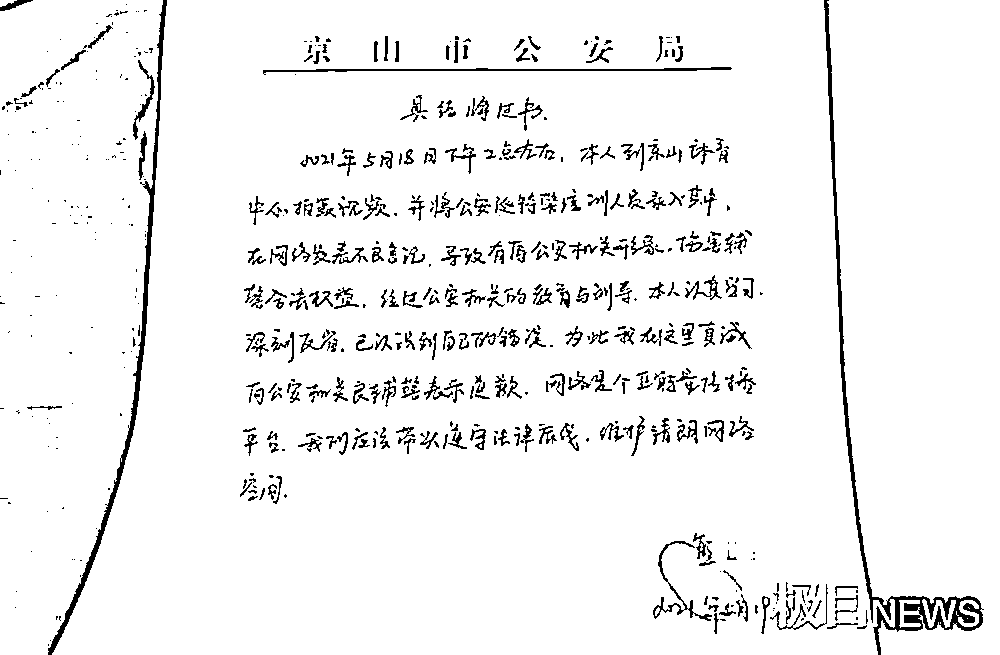 京山市公安局
具结悔过书
2021年5月18日下午2点左右，本人到京山体育
中心拍摄视频，并将公安巡特警培训人员录入其中，
在网络发表不良言论，导致有损公安机关形象，伤害辅
警合法权益，经过公安机关的教育与训导，本人认真学习，
深刻反省，已认识到自己的错误，为此我在这里真诚
向公安机关及辅警表示道歉，网络是个正能量传播
平台，我们应该带头遵守法律底线，维护清朗网络
空间。
熊
2021年5月19
极目NEWS